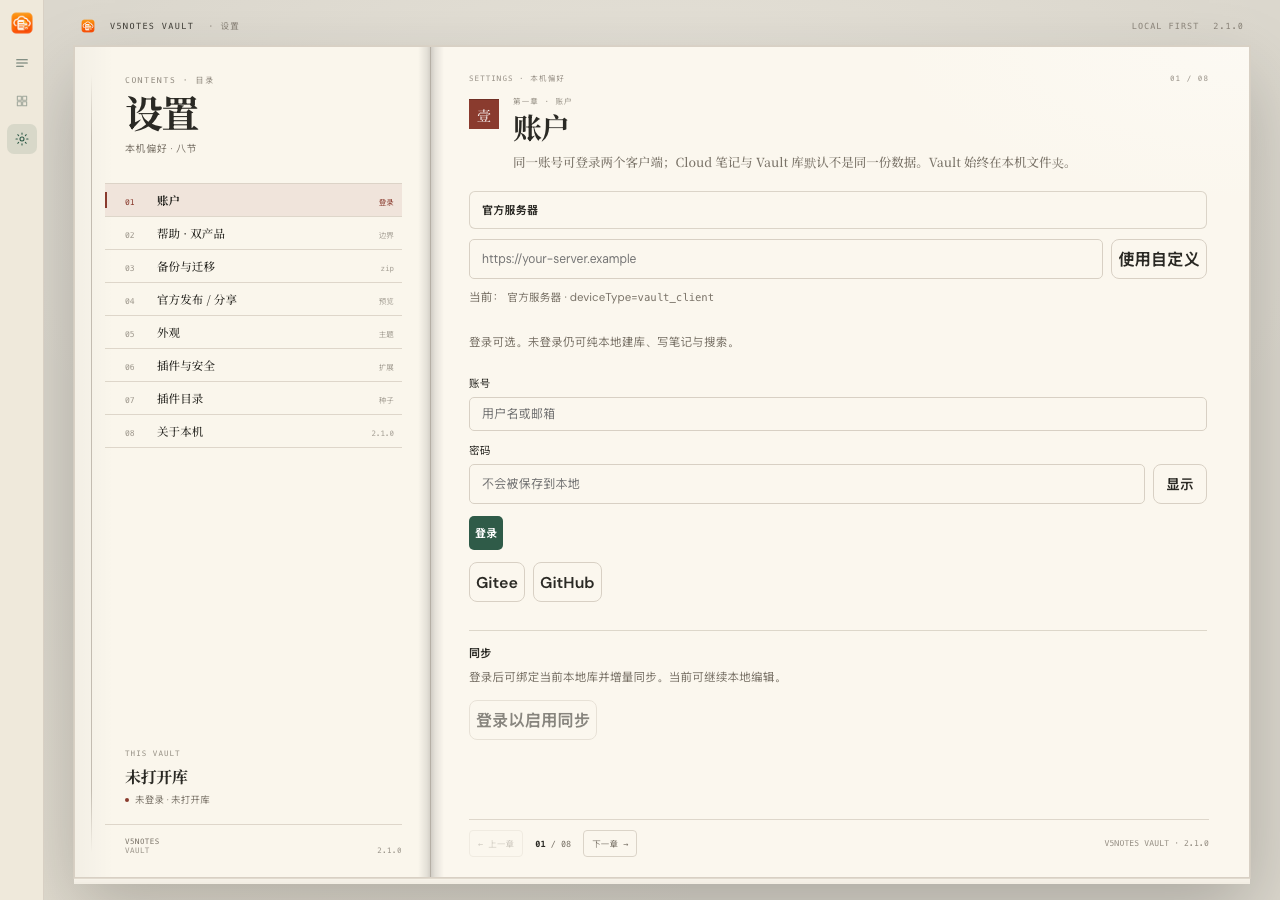 V5NOTES VAULT · 设置
LOCAL FIRST 2.1.0
CONTENTS · 目录
设置
本机偏好 · 八节
01 账户 登录
02 帮助 · 双产品 边界
03 备份与迁移 zip
04 官方发布 / 分享 预览
05 外观 主题
06 插件与安全 扩展
07 插件目录 种子
08 关于本机 2.1.0
THIS VAULT
未打开库
未登录 · 未打开库
V5NOTES
VAULT 2.1.0
SETTINGS · 本机偏好 01 / 08
壹
第一章 · 账户
账户
同一账号可登录两个客户端；Cloud 笔记与 Vault 库默认不是同一份数据。Vault 始终在本机文件夹。
官方服务器
https://your-server.example 使用自定义
当前： 官方服务器 · deviceType=vault_client
登录可选。未登录仍可纯本地建库、写笔记与搜索。
账号
用户名或邮箱
密码
不会被保存到本地 显示
登录
Gitee GitHub
同步
登录后可绑定当前本地库并增量同步。当前可继续本地编辑。
登录以启用同步
← 上一章 01 / 08 下一章 → V5NOTES VAULT · 2.1.0